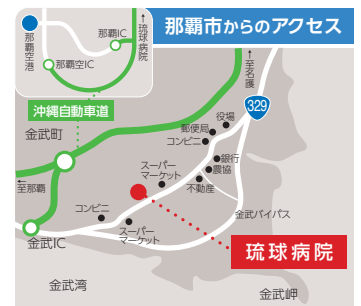 那覇市からのアクセス
↑琉球病院
那覇IC
那覇空港
那覇空IC
沖縄自動車道
金武町
↑至名護
329
役場
郵便局
コンビニ
銀行
農協
不動産
スーパー
マーケット
←至那覇
コンビニ
スーパー
マーケット
金武バイパス
金武IC
琉球病院
金武湾
金武岬